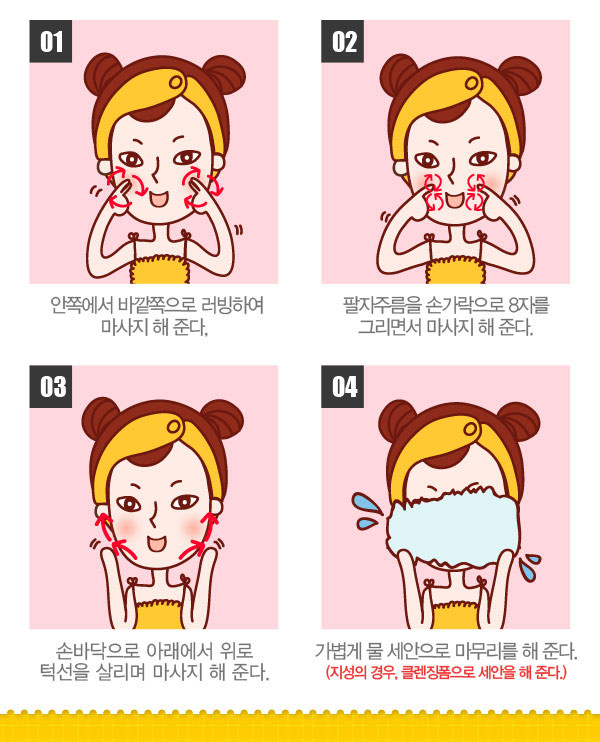 01
안쪽에서 바깥쪽으로 러빙하여
마사지 해 준다.
02
팔자주름을 손가락으로 8자를
그리면서 마사지 해 준다.
03
손바닥으로 아래에서 위로
턱선을 살리며 마사지 해 준다.
04
가볍게 물 세안으로 마무리를 해 준다.
(지성의 경우, 클렌징폼으로 세안을 해 준다.)